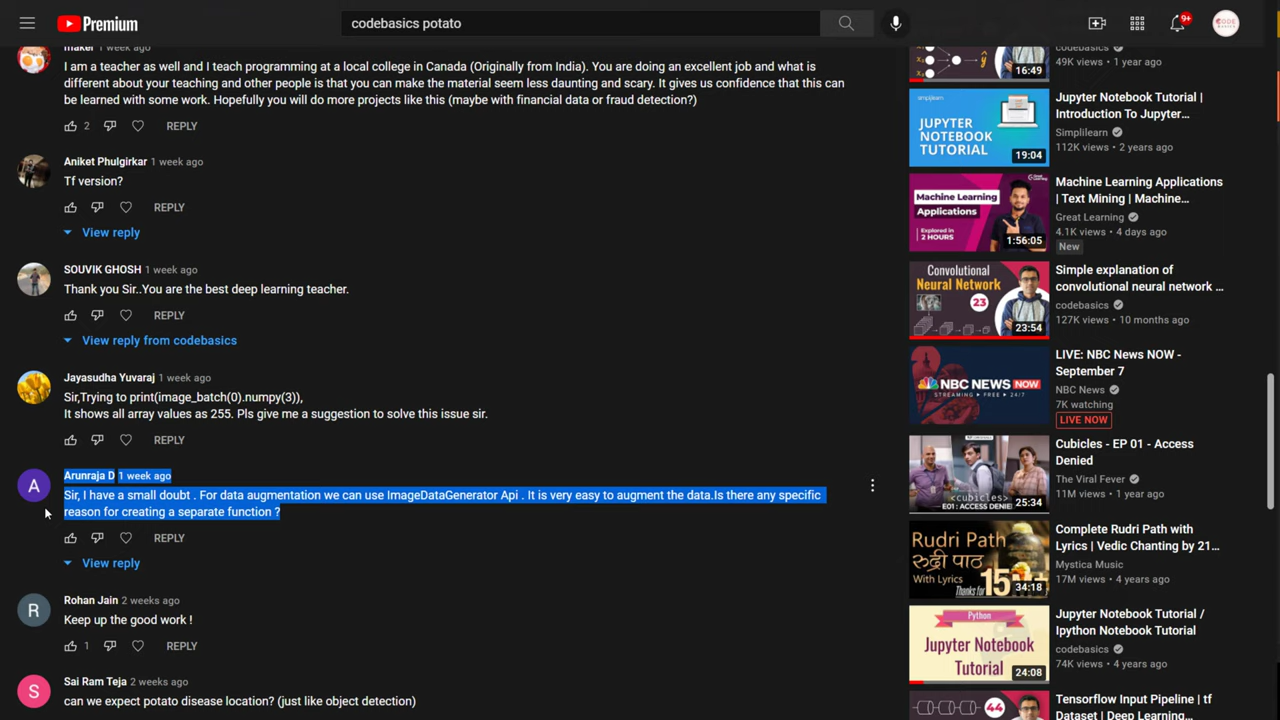 Premium
codebasics potato
9+
maker 1 week ago
I am a teacher as well and I teach programming at a local college in Canada (Originally from India). You are doing an excellent job and what is
different about your teaching and other people is that you can make the material seem less daunting and scary. It gives us confidence that this can
be learned with some work. Hopefully you will do more projects like this (maybe with financial data or fraud detection?)
2 REPLY
Aniket Phulgirkar 1 week ago
Tf version?
REPLY
View reply
SOUVIK GHOSH 1 week ago
Thank you Sir..You are the best deep learning teacher.
REPLY
View reply from codebasics
Jayasudha Yuvaraj 1 week ago
Sir,Trying to print(image_batch(0).numpy(3)),
It shows all array values as 255. Pls give me a suggestion to solve this issue sir.
REPLY
A
Arunraja D 1 week ago
Sir, I have a small doubt . For data augmentation we can use ImageDataGenerator Api . It is very easy to augment the data.Is there any specific
reason for creating a separate function ?
REPLY
View reply
R
Rohan Jain 2 weeks ago
Keep up the good work !
1 REPLY
S
Sai Ram Teja 2 weeks ago
can we expect potato disease location? (just like object detection)
16:49
codebasics
49K views • 1 year ago
simplilearn
JUPYTER
NOTEBOOK
TUTORIAL
19:04
Jupyter Notebook Tutorial |
Introduction To Jupyter...
Simplilearn
112K views • 2 years ago
Machine Learning
Applications
Explored in
2 HOURS
1:56:05
Machine Learning Applications
| Text Mining | Machine...
Great Learning
4.1K views • 4 days ago
New
Convolutional
Neural Network
23
23:54
Simple explanation of
convolutional neural network ...
codebasics
127K views • 10 months ago
NBC NEWS NOW
STREAMING • FREE • 24/7
LIVE: NBC News NOW -
September 7
NBC News
7K watching
LIVE NOW
<cubicles>
E01 : ACCESS DENIED
25:34
Cubicles - EP 01 - Access
Denied
The Viral Fever
11M views • 1 year ago
RUDRI PATH
रुद्री पाठ
With Lyrics
Thanks for
15M
34:18
Complete Rudri Path with
Lyrics | Vedic Chanting by 21...
Mystica Music
17M views • 4 years ago
Python
Jupyter Notebook
Tutorial
24:08
Jupyter Notebook Tutorial /
Ipython Notebook Tutorial
codebasics
74K views • 4 years ago
44
Tensorflow Input Pipeline | tf
Dataset | Deep Learning...